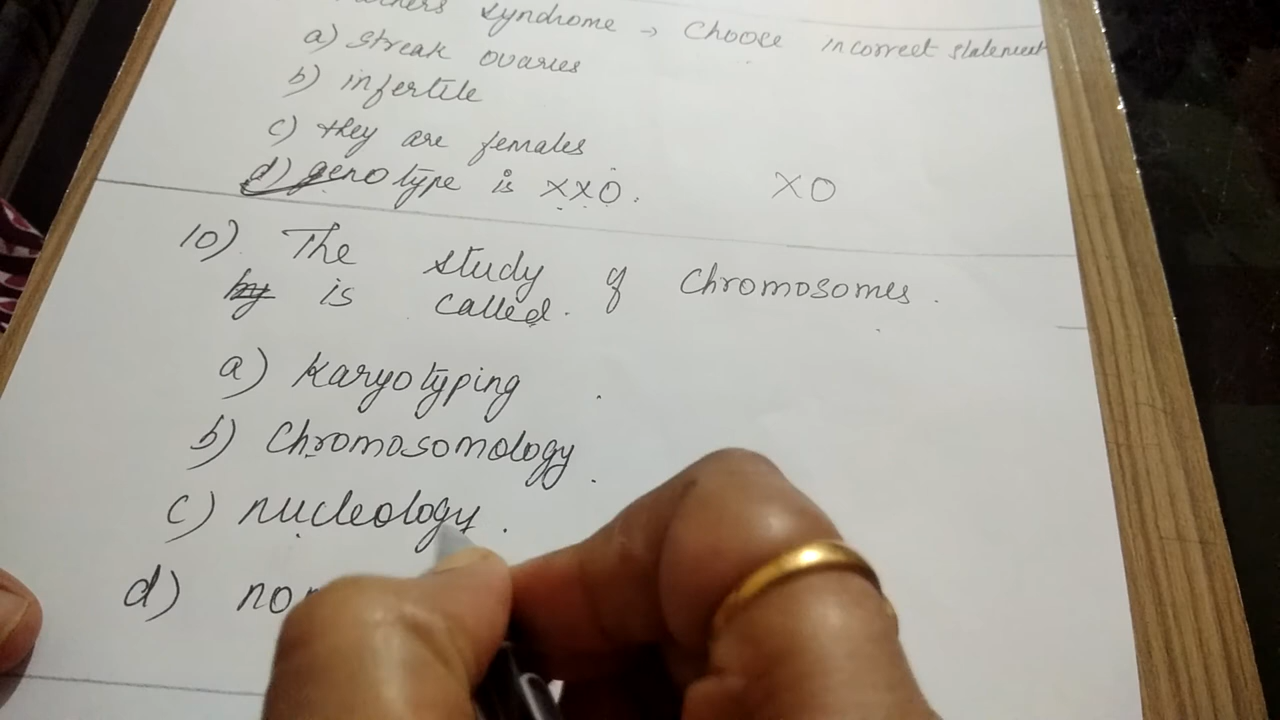 syndrome → Choose incorrect statement
a) streak ovaries
b) infertile
c) they are females
d) genotype is XXO. XO
10). The study of Chromosomes.
by is called.
a) Karyotyping
b) Chromosomology
c) nucleology.
d)